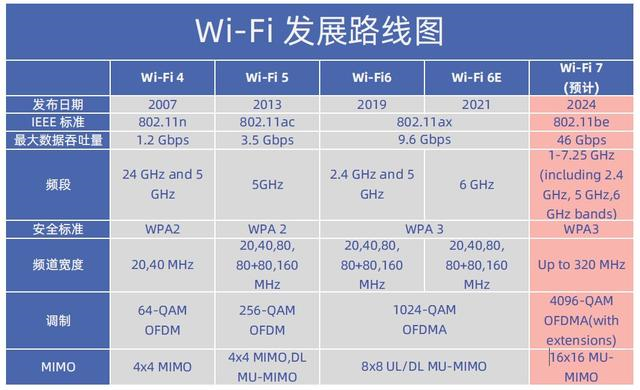 Wi-Fi 发展路线图
Wi-Fi 4 Wi-Fi 5 Wi-Fi6 Wi-Fi 6E Wi-Fi 7
(预计)
发布日期 2007 2013 2019 2021 2024
IEEE 标准 802.11n 802.11ac 802.11ax 802.11be
最大数据吞吐量 1.2 Gbps 3.5 Gbps 9.6 Gbps 46 Gbps
频段
24 GHz and 5
GHz
5GHz
2.4 GHz and 5
GHz
6 GHz
1-7.25 GHz
(including 2.4
GHz, 5 GHz,6
GHz bands)
安全标准 WPA2 WPA 2 WPA 3 WPA3
频道宽度
20,40 MHz
20,40,80,
80+80,160
MHz
20,40,80,
80+80,160
MHz
20,40,80,
80+80,160
MHz
Up to 320 MHz
调制
64-QAM
OFDM
256-QAM
OFDM
1024-QAM
OFDMA
4096-QAM
OFDMA(with
extensions)
MIMO
4x4 MIMO
4x4 MIMO,DL
MU-MIMO
8x8 UL/DL MU-MIMO
16x16 MU-
MIMO